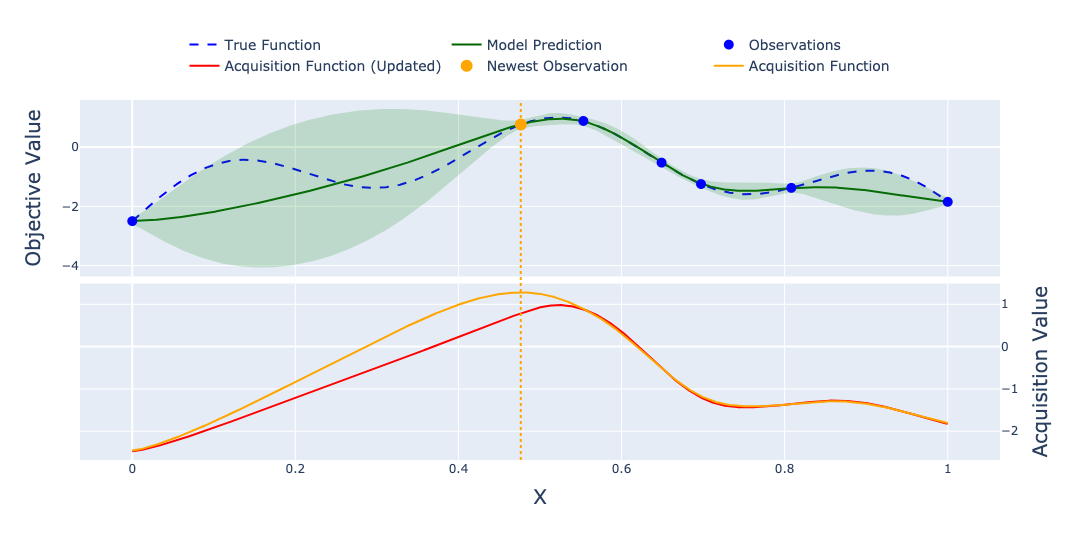 True Function Model Prediction Observations
Acquisition Function (Updated) Newest Observation Acquisition Function
Objective Value
0
−2
−4
Acquisition Value
1
0
−1
−2
0 0.2 0.4 0.6 0.8 1
X